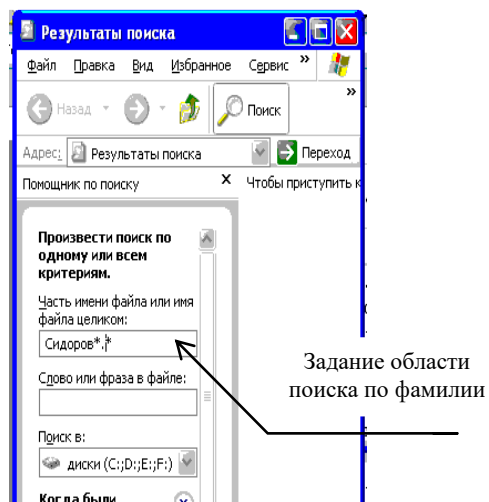 Результаты поиска
Файл Правка Вид Избранное Сервис »
Назад Поиск »
Адрес: Результаты поиска Переход
Помощник по поиску x Чтобы приступить к
Произвести поиск по
одному или всем
критериям.
Часть имени файла или имя
файла целиком:
Сидоров*.*
Слово или фраза в файле:
Поиск в:
диски (C:;D:;E:;F:)
Когда были
Задание области
поиска по фамилии